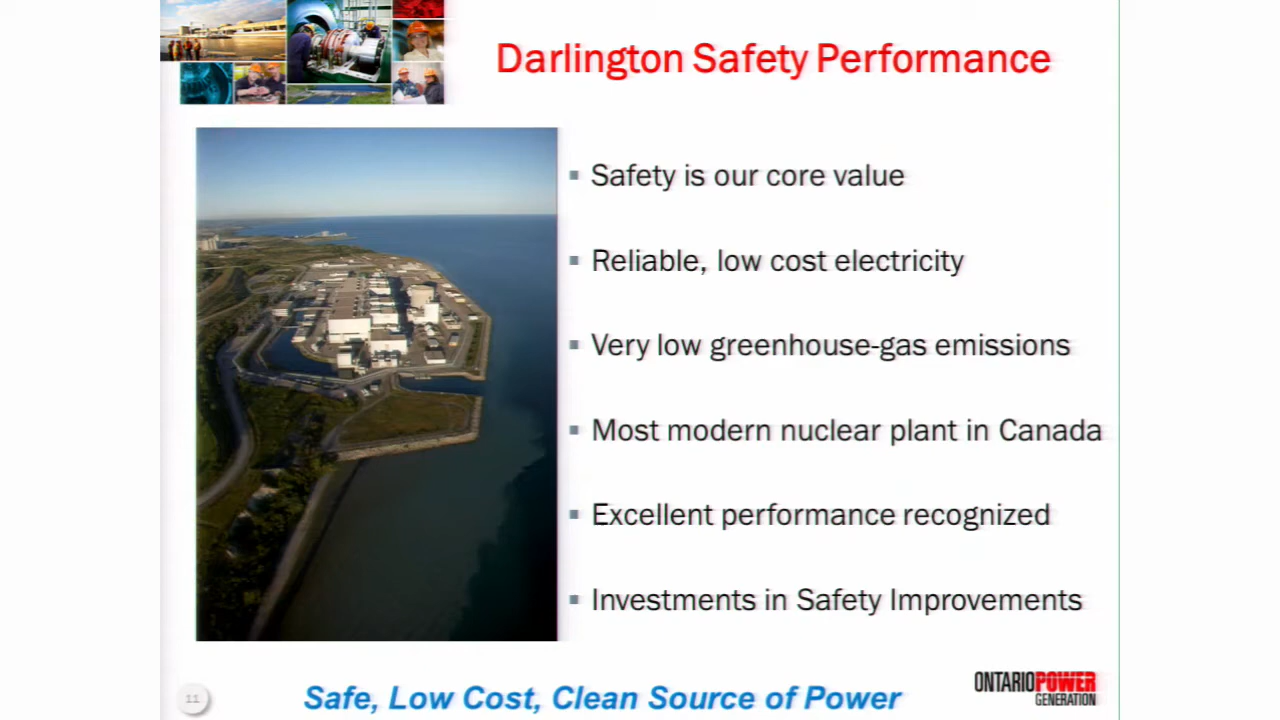 Darlington Safety Performance
Safety is our core value
Reliable, low cost electricity
Very low greenhouse-gas emissions
Most modern nuclear plant in Canada
Excellent performance recognized
Investments in Safety Improvements
11
Safe, Low Cost, Clean Source of Power
ONTARIOPOWER
GENERATION